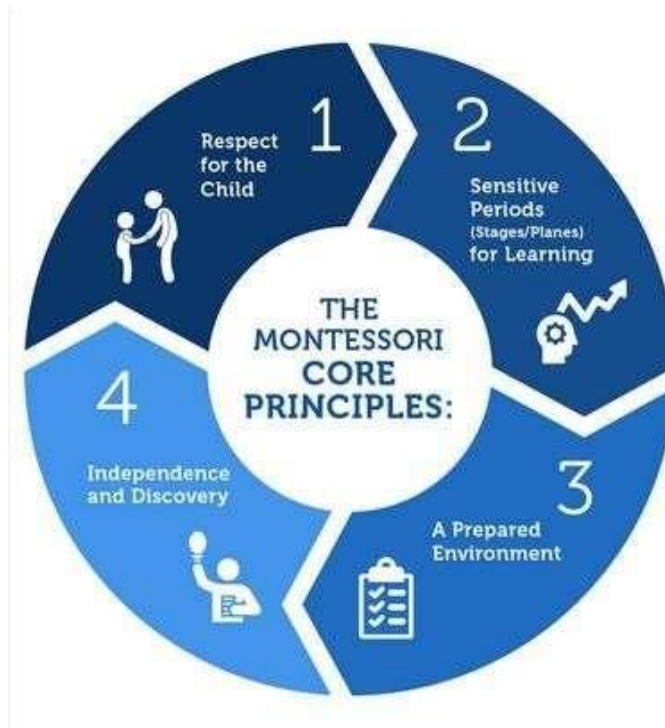 THE
MONTESSORI
CORE
PRINCIPLES:
1
Respect
for the
Child
2
Sensitive
Periods
(Stages/Planes)
for Learning
3
A Prepared
Environment
4
Independence
and Discovery